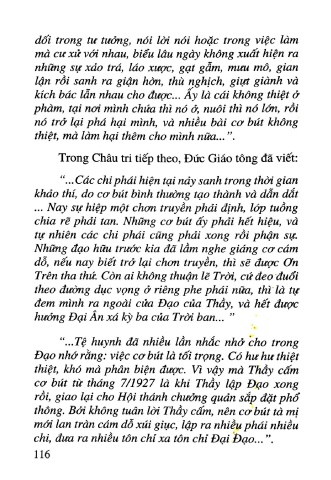 dối trong tư tưởng, nói lời nói hoặc trong việc làm
mà cư xử với nhau, biểu lâu ngày không xuất hiện ra
những sự xảo trá, láo xược, gạt gẫm, mưu mô, gian
lận rồi sanh ra giận hờn, thù nghịch, giựt giành và
kích bác lẫn nhau cho được... Ấy là cái không thiệt ở
phàm, tại nơi mình chứa thì nó ở, nuôi thì nó lớn, rồi
nó trở lại phá hại mình, và nhiều bài cơ bút không
thiệt, mà làm hại thêm cho mình nữa...".
Trong Châu tri tiếp theo, Đức Giáo tông đã viết:
"...Các chi phái hiện tại nảy sanh trong thời gian
khảo thí, do cơ bút bình thường tạo thành và dẫn dắt
... Nay sự hiệp một chơn truyền phải định, lớp tuồng
chia rẽ phải tan. Những cơ bút ấy phải hết hiệu, và
tự nhiên các chi phái cũng phải xong rồi phận sự.
Những đạo hữu trước kia đã lầm nghe giáng cơ cám
dỗ, nếu nay biết trở lại chơn truyền, thì sẽ được Ơn
Trên tha thứ. Còn ai không thuận lẽ Trời, cứ đeo đuổi
theo đường dục vọng ở riêng phe phái nữa, thì là tự
đem mình ra ngoài cửa Đạo của Thầy, và hết được
hưởng Đại Ân xá kỳ ba của Trời ban... "
"...Tệ huynh đã nhiều lần nhắc nhở cho trong
Đạo nhớ rằng: việc cơ bút là tối trọng. Có hư hư thiệt
thiệt, khó mà phân biện được. Vì vậy mà Thầy cấm
cơ bút từ tháng 7/1927 là khi Thầy lập Đạo xong
rồi, giao lại cho Hội thánh chưởng quản sắp đặt phổ
thông. Bởi không tuân lời Thầy cấm, nên cơ bút tà mị
mới lan tràn cám dỗ xúi giục, lập ra nhiều phái nhiều
chi, đưa ra nhiều tôn chỉ xa tôn chỉ Đại Đạo...".
116